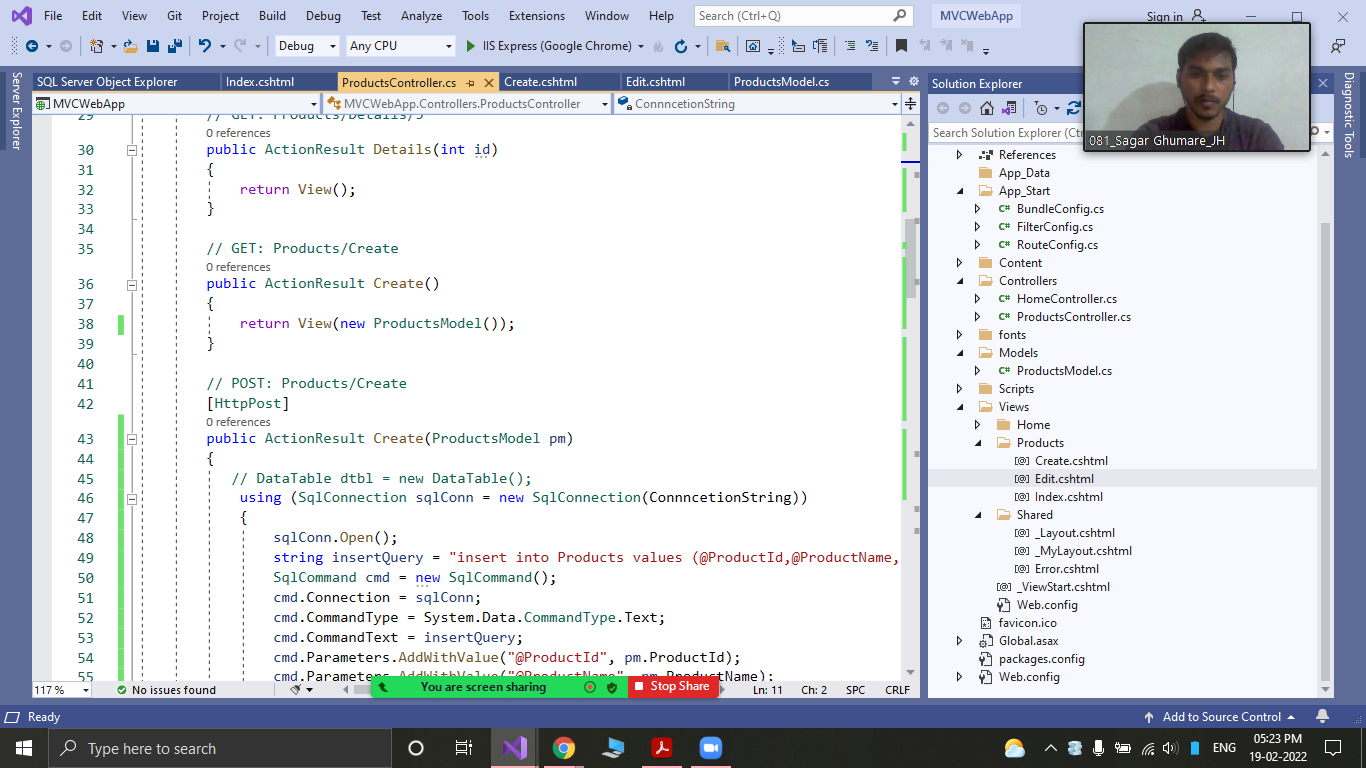 File Edit View Git Project Build Debug Test Analyze Tools Extensions Window Help Search (Ctrl+Q) MVCWebApp Sign in
Debug Any CPU IIS Express (Google Chrome)
SQL Server Object Explorer Index.cshtml ProductsController.cs Create.cshtml Edit.cshtml ProductsModel.cs
MVCWebApp MVCWebApp.Controllers.ProductsController ConnncetionString
Server Explorer
29 // GET: Products/Details/5
0 references
30 public ActionResult Details(int id)
31 {
32 return View();
33 }
34
35 // GET: Products/Create
0 references
36 public ActionResult Create()
37 {
38 return View(new ProductsModel());
39 }
40
41 // POST: Products/Create
42 [HttpPost]
0 references
43 public ActionResult Create(ProductsModel pm)
44 {
45 // DataTable dtbl = new DataTable();
46 using (SqlConnection sqlConn = new SqlConnection(ConnncetionString))
47 {
48 sqlConn.Open();
49 string insertQuery = "insert into Products values (@ProductId,@ProductName,
50 SqlCommand cmd = new SqlCommand();
51 cmd.Connection = sqlConn;
52 cmd.CommandType = System.Data.CommandType.Text;
53 cmd.CommandText = insertQuery;
54 cmd.Parameters.AddWithValue("@ProductId", pm.ProductId);
55 cmd.Parameters.AddWithValue("@ProductName", pm.ProductName);
117 % No issues found Ln: 11 Ch: 2 SPC CRLF
You are screen sharing Stop Share
Solution Explorer
Search Solution Explorer (Ctr
081_Sagar Ghumare_JH
Diagnostic Tools
References
App_Data
App_Start
C# BundleConfig.cs
C# FilterConfig.cs
C# RouteConfig.cs
Content
Controllers
C# HomeController.cs
C# ProductsController.cs
fonts
Models
C# ProductsModel.cs
Scripts
Views
Home
Products
[@] Create.cshtml
[@] Edit.cshtml
[@] Index.cshtml
Shared
[@] _Layout.cshtml
[@] _MyLayout.cshtml
[@] Error.cshtml
[@] _ViewStart.cshtml
Web.config
favicon.ico
Global.asax
packages.config
Web.config
Ready Add to Source Control
Type here to search ENG 05:23 PM
19-02-2022